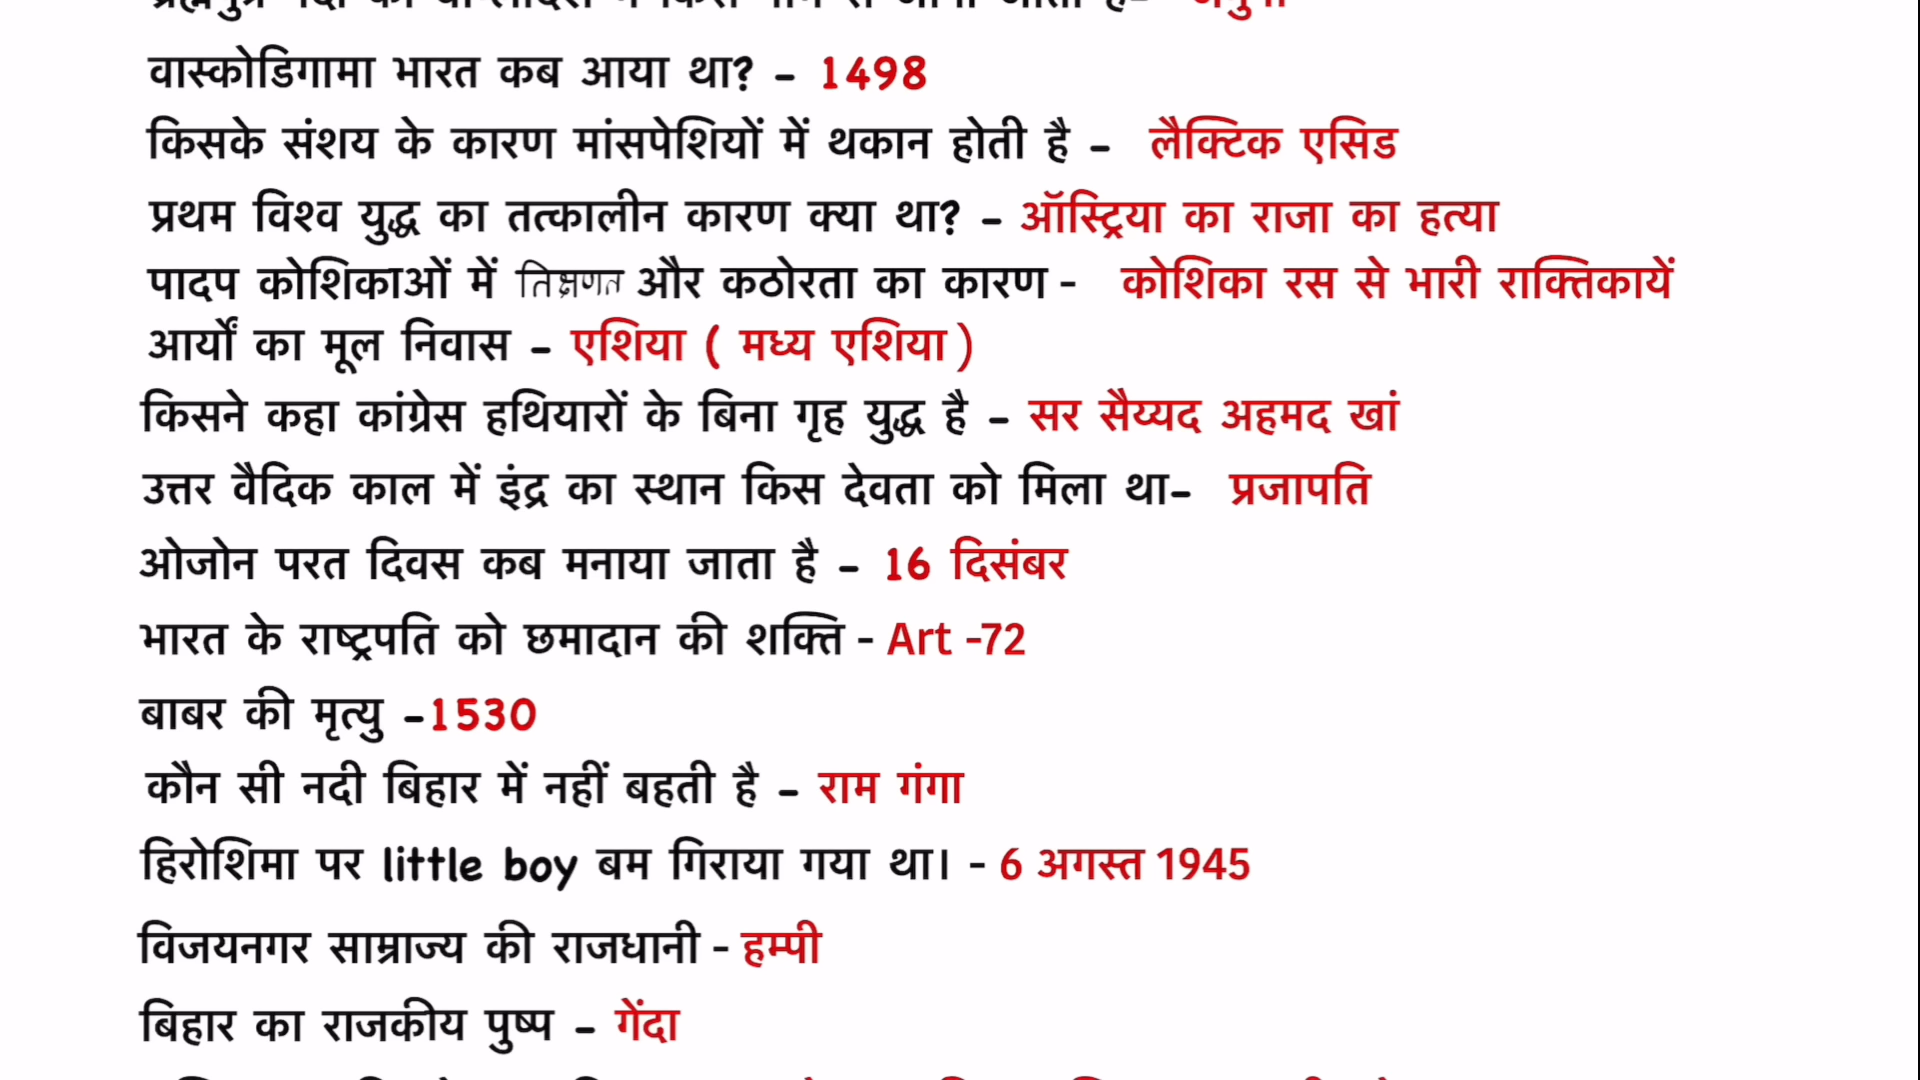 वास्कोडिगामा भारत कब आया था? – 1498
किसके संशय के कारण मांसपेशियों में थकान होती है – लैक्टिक एसिड
प्रथम विश्व युद्ध का तत्कालीन कारण क्या था? – ऑस्ट्रिया का राजा का हत्या
पादप कोशिकाओं में तिक्षणत और कठोरता का कारण - कोशिका रस से भारी राक्तिकायें
आर्यों का मूल निवास – एशिया ( मध्य एशिया )
किसने कहा कांग्रेस हथियारों के बिना गृह युद्ध है – सर सैय्यद अहमद खां
उत्तर वैदिक काल में इंद्र का स्थान किस देवता को मिला था– प्रजापति
ओजोन परत दिवस कब मनाया जाता है – 16 दिसंबर
भारत के राष्ट्रपति को छमादान की शक्ति - Art -72
बाबर की मृत्यु –1530
कौन सी नदी बिहार में नहीं बहती है – राम गंगा
हिरोशिमा पर little boy बम गिराया गया था। - 6 अगस्त 1945
विजयनगर साम्राज्य की राजधानी - हम्पी
बिहार का राजकीय पुष्प – गेंदा